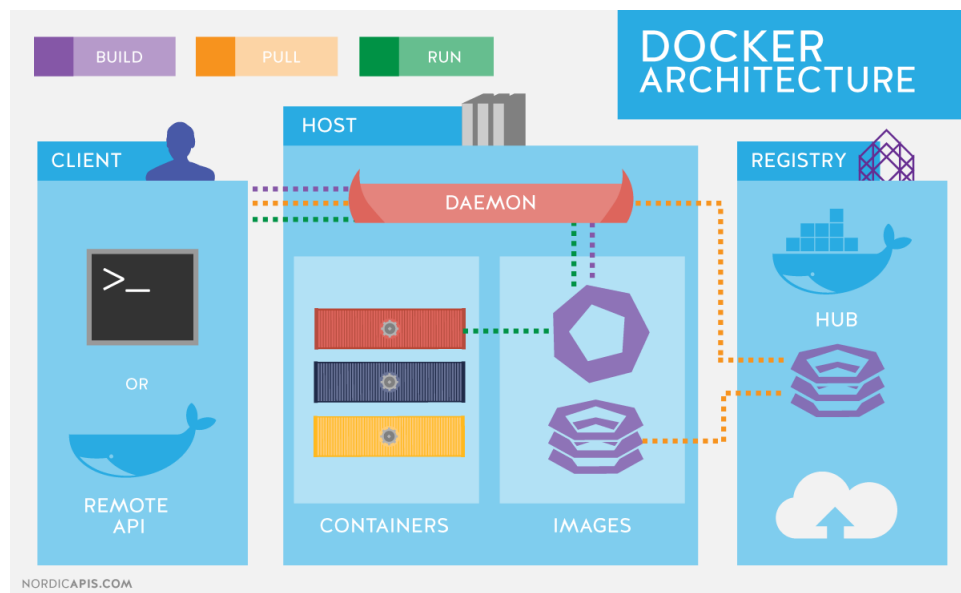 BUILD
PULL
RUN
DOCKER
ARCHITECTURE
CLIENT
HOST
REGISTRY
DAEMON
>_
HUB
OR
REMOTE
API
CONTAINERS
IMAGES
NORDICAPIS.COM